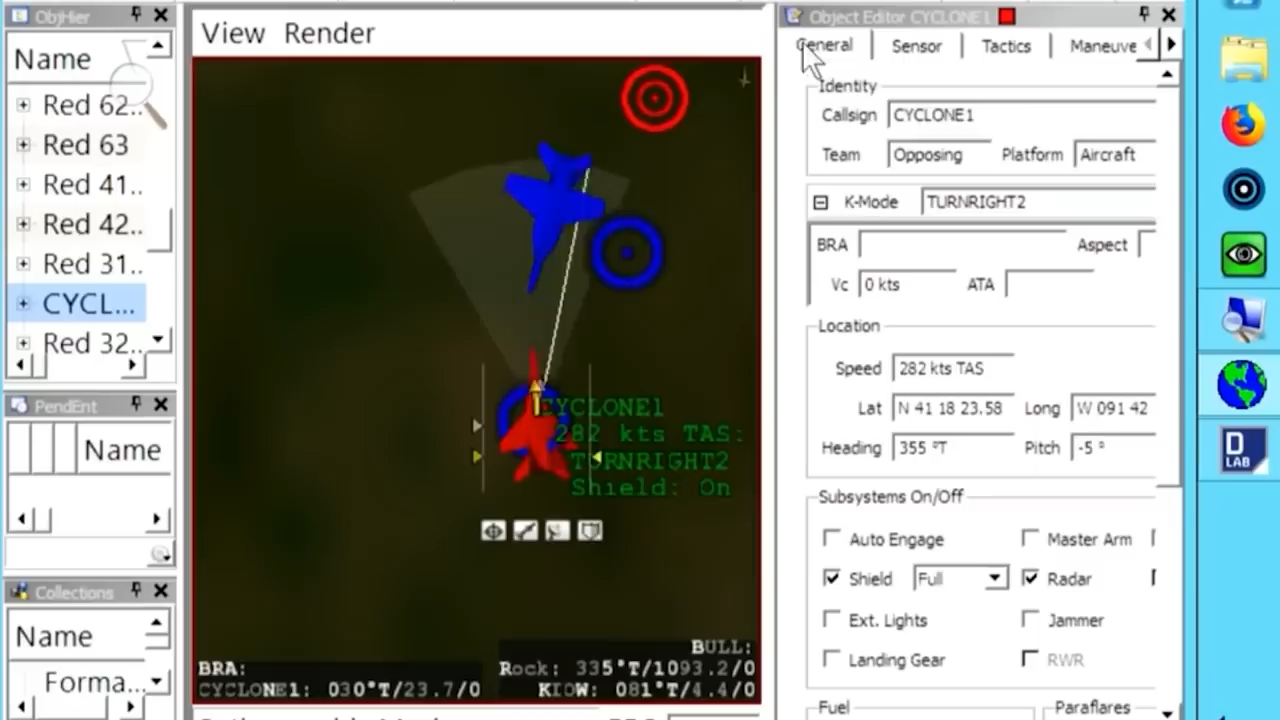 ObjHier
Name
Red 62..
Red 63
Red 41..
Red 42..
Red 31..
CYCL...
Red 32..
PendEnt
Name
Collections
Name
Forma...
View Render
CYCLONE1
282 kts TAS:
TURNRIGHT2
Shield: On
BULL:
BRA:
Rock: 335°T/1093.2/0
CYCLONE1: 030°T/23.7/0
KIOW: 081°T/4.4/0
Object Editor CYCLONE1
General Sensor Tactics Maneuve
Identity
Callsign CYCLONE1
Team Opposing Platform Aircraft
K-Mode TURNRIGHT2
BRA Aspect
Vc 0 kts ATA
Location
Speed 282 kts TAS
Lat N 41 18 23.58 Long W 091 42
Heading 355 °T Pitch -5 °
Subsystems On/Off
Auto Engage Master Arm
Shield Full Radar
Ext. Lights Jammer
Landing Gear RWR
Fuel Paraflares
D
LAB